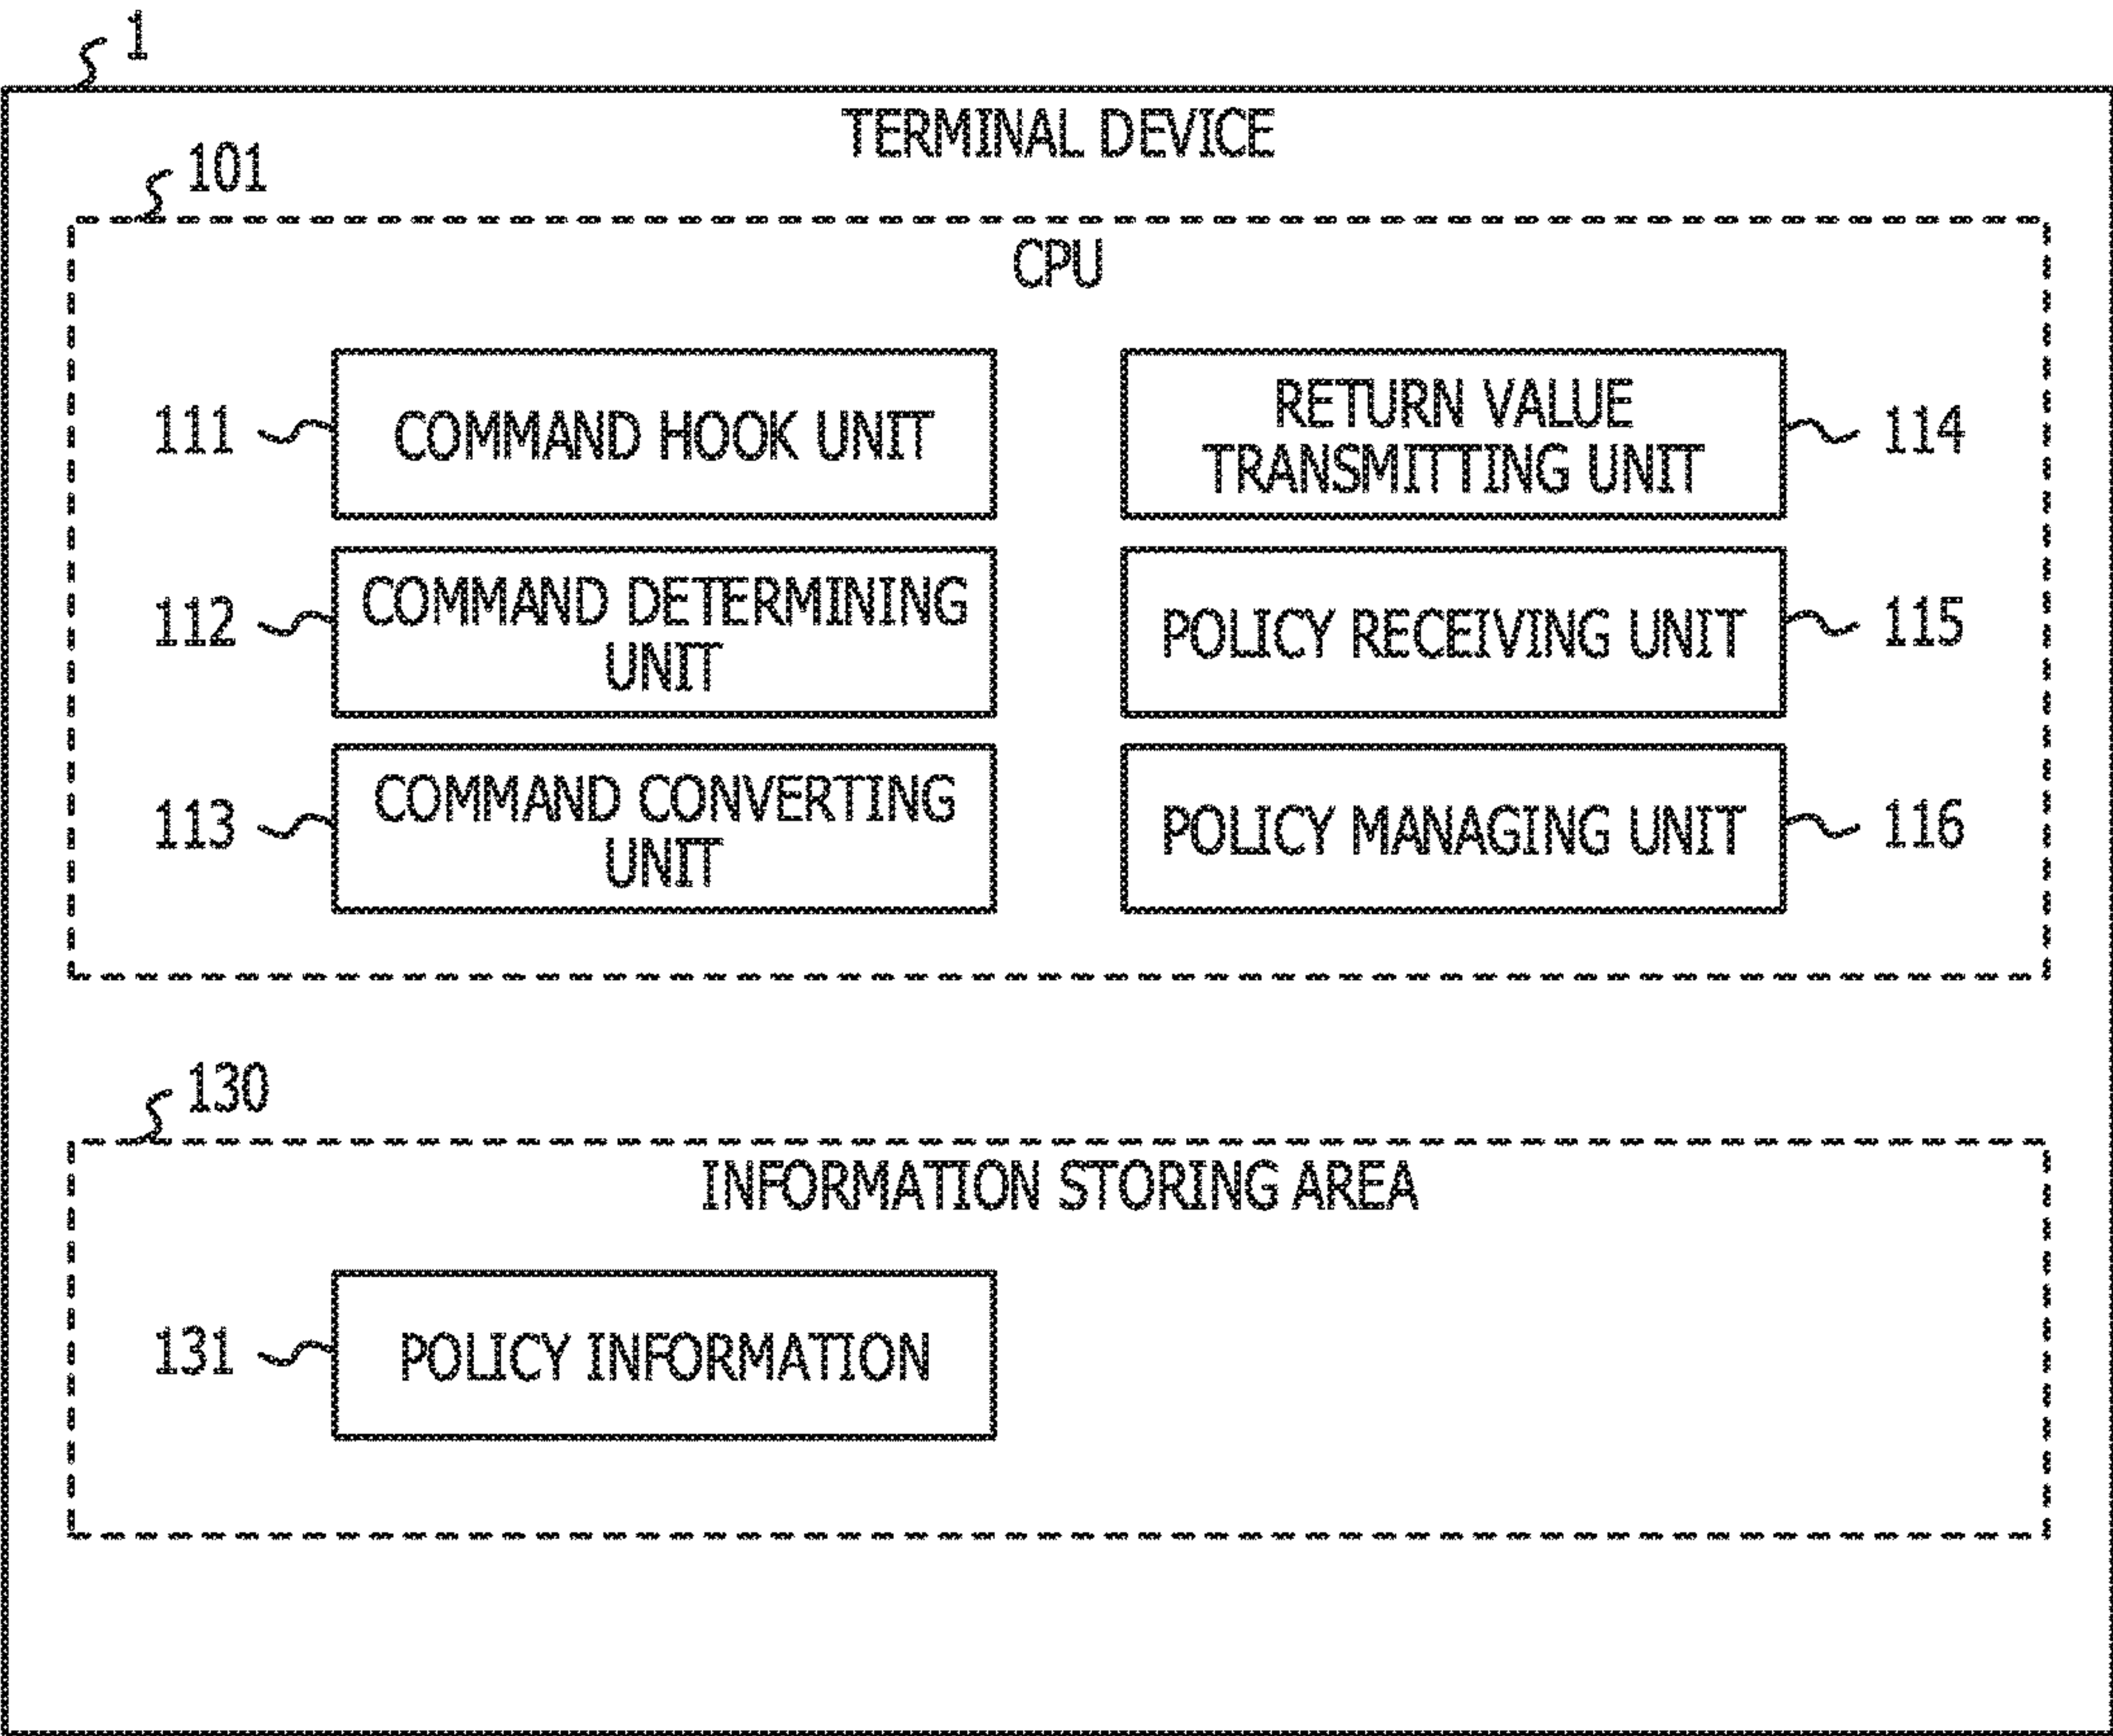 1
TERMINAL DEVICE
101
CPU
111
COMMAND HOOK UNIT
RETURN VALUE
TRANSMITTING UNIT
114
112
COMMAND DETERMINING
UNIT
POLICY RECEIVING UNIT
115
113
COMMAND CONVERTING
UNIT
POLICY MANAGING UNIT
116
130
INFORMATION STORING AREA
131
POLICY INFORMATION